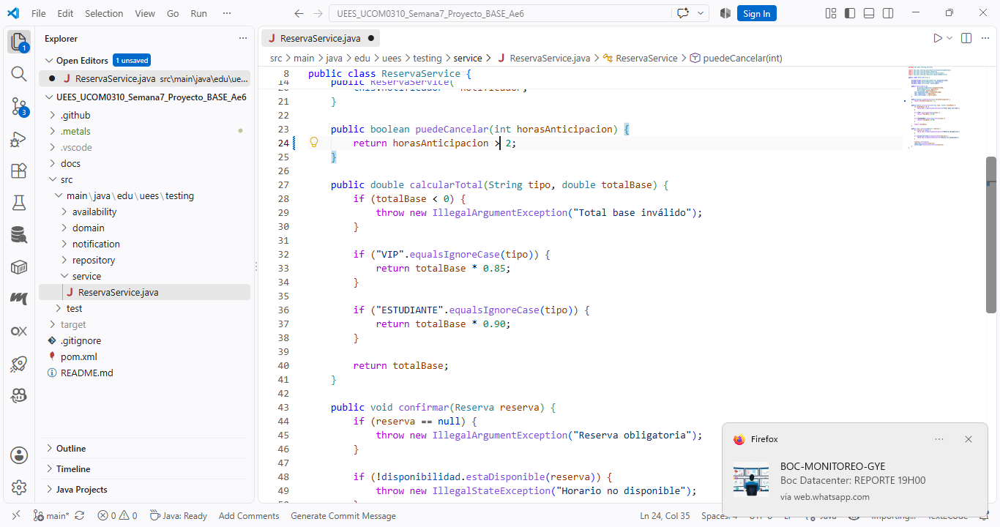 File Edit Selection View Go Run ···
UEES_UCOM0310_Semana7_Proyecto_BASE_Ae6
Sign In
Explorer
Open Editors 1 unsaved
ReservaService.java src\main\java\edu\ue...
UEES_UCOM0310_Semana7_Proyecto_BASE_Ae6
.github
.metals
.vscode
docs
src
main\java\edu\uees\testing
availability
domain
notification
repository
service
ReservaService.java
test
target
.gitignore
pom.xml
README.md
Outline
Timeline
Java Projects
1
3
ReservaService.java
src > main > java > edu > uees > testing > service > ReservaService.java > ReservaService > puedeCancelar(int)
8 public class ReservaService {
14 public ReservaService(
21 }
22
23 public boolean puedeCancelar(int horasAnticipacion) {
24 return horasAnticipacion > 2;
25 }
26
27 public double calcularTotal(String tipo, double totalBase) {
28 if (totalBase < 0) {
29 throw new IllegalArgumentException("Total base inválido");
30 }
31
32 if ("VIP".equalsIgnoreCase(tipo)) {
33 return totalBase * 0.85;
34 }
35
36 if ("ESTUDIANTE".equalsIgnoreCase(tipo)) {
37 return totalBase * 0.90;
38 }
39
40 return totalBase;
41 }
42
43 public void confirmar(Reserva reserva) {
44 if (reserva == null) {
45 throw new IllegalArgumentException("Reserva obligatoria");
46 }
47
48 if (!disponibilidad.estaDisponible(reserva)) {
49 throw new IllegalStateException("Horario no disponible");
Firefox
BOC-MONITOREO-GYE
Boc Datacenter: REPORTE 19H00
vía web.whatsapp.com
main* 0 0 Java: Ready Add Comments Generate Commit Message Ln 24, Col 35